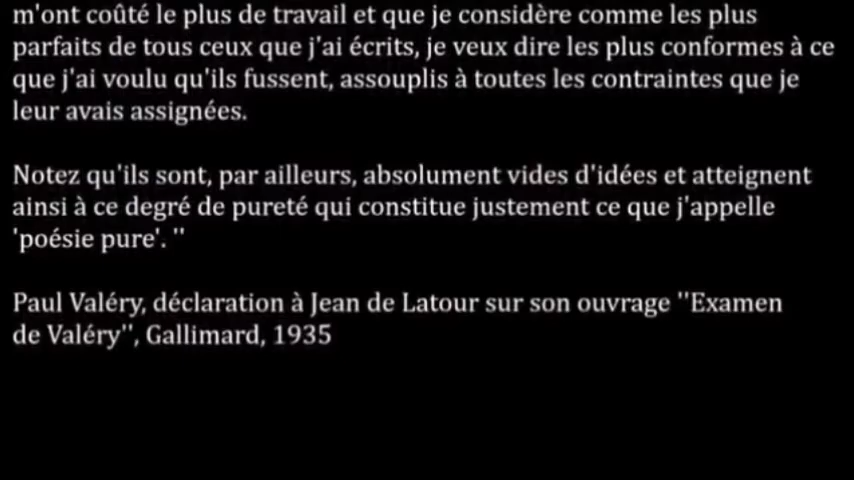 m'ont coûté le plus de travail et que je considère comme les plus
parfaits de tous ceux que j'ai écrits, je veux dire les plus conformes à ce
que j'ai voulu qu'ils fussent, assouplis à toutes les contraintes que je
leur avais assignées.
Notez qu'ils sont, par ailleurs, absolument vides d'idées et atteignent
ainsi à ce degré de pureté qui constitue justement ce que j'appelle
'poésie pure'. "
Paul Valéry, déclaration à Jean de Latour sur son ouvrage "Examen
de Valéry", Gallimard, 1935